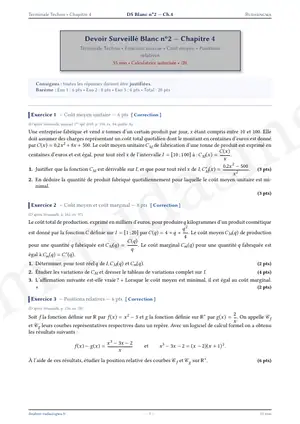 Terminale Techno • Chapitre 4
DS Blanc n°2 – Ch.4
Devoir Surveillé Blanc n°2 – Chapitre 4
Terminale Techno • Fonction inverse • Coût moyen • Positions
relatives
55 min • Calculatrice autorisée • /20
Consignes : toutes les réponses doivent être justifiées.
Barème : Exo 1 : 6 pts • Exo 2 : 8 pts • Exo 3 : 6 pts • Total : 20 pts
Exercice 1 – Coût moyen unitaire – 6 pts [ Correction ]
Une entreprise fabrique et vend x tonnes d'un certain produit par jour, x étant compris entre 10 et 100. Elle
doit assumer des charges représentant un coût total quotidien dont le montant en centaines d'euros est donné
par C(x) = 0.2x² + 6x + 500. Le coût moyen unitaire C_M de fabrication d'une tonne de produit est exprimé en
centaines d'euros et est égal, pour tout réel x de l'intervalle I = [10 ; 100] à : C_M(x) = C(x)/x.
1. Justifier que la fonction C_M est dérivable sur I, et que pour tout réel x de I, C'_M(x) = (0.2x² − 500)/x². (3 pts)
2. En déduire la quantité de produit fabriqué quotidiennement pour laquelle le coût moyen unitaire est mi-
nimal.
(3 pts)
Exercice 2 – Coût moyen et coût marginal – 8 pts [ Correction ]
Le coût total de production, exprimé en milliers d'euros, pour produire q kilogrammes d'un produit cosmétique
est donné par la fonction C définie sur I = [1 ; 20] par C(q) = 4 + q + q²/4. Le coût moyen C_M(q) de production
pour une quantité q fabriquée est C_M(q) = C(q)/q. Le coût marginal C_m(q) pour une quantité q fabriquée est
égal à C_m(q) = C'(q).
1. Déterminer, pour tout réel q de I, C_M(q) et C_m(q). (2 pts)
2. Étudier les variations de C_M et dresser le tableau de variations complet sur I. (4 pts)
3. L'affirmation suivante est-elle vraie ? « Lorsque le coût moyen est minimal, il est égal au coût marginal.
» (2 pts)
Exercice 3 – Positions relatives – 6 pts [ Correction ]
Soit f la fonction définie sur ℝ par f(x) = x² − 3 et g la fonction définie sur ℝ* par g(x) = 2/x. On appelle 𝒞_f
et 𝒞_g leurs courbes représentatives respectives dans un repère. Avec un logiciel de calcul formel on a obtenu
les résultats suivants :
f(x) − g(x) = (x³ − 3x − 2)/x et x³ − 3x − 2 = (x − 2)(x + 1)².
À l'aide de ces résultats, étudier la position relative des courbes 𝒞_f et 𝒞_g sur ℝ*. (6 pts)